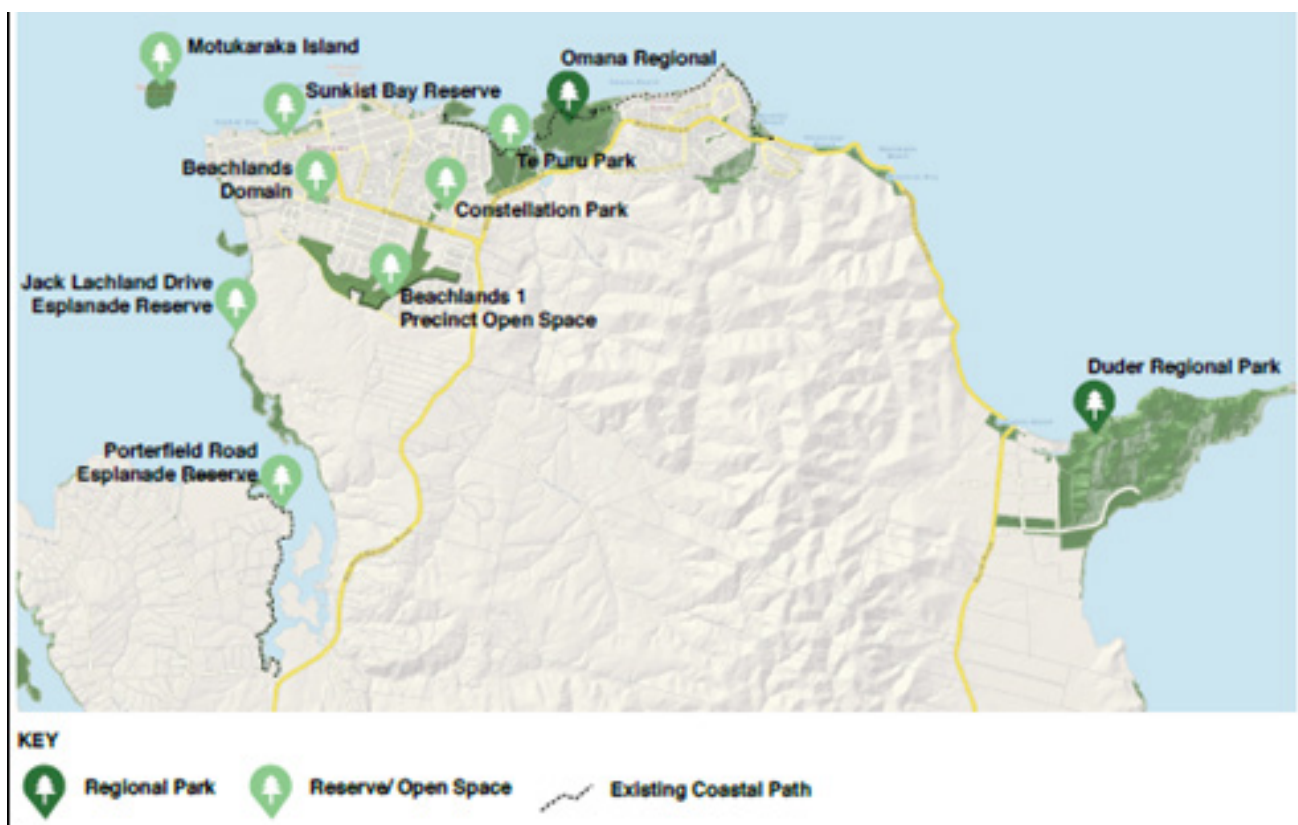 Motukaraka Island
Omana Regional
Sunkist Bay Reserve
Te Puru Park
Beachlands
Domain
Constellation Park
Jack Lachland Drive
Esplanade Reserve
Beachlands 1
Precinct Open Space
Duder Regional Park
Porterfield Road
Esplanade Reserve
KEY
Regional Park
Reserve/ Open Space
Existing Coastal Path